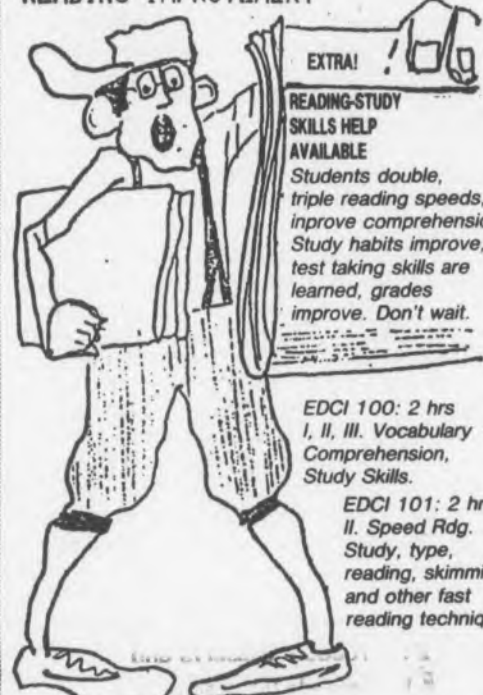 READING IMPROVEMENT
EXTRA!
READING-STUDY
SKILLS HELP
AVAILABLE
Students double,
triple reading speeds,
inprove comprehensio
Study habits improve,
test taking skills are
learned, grades
improve. Don't wait.
EDCI 100: 2 hrs
I, II, III. Vocabulary
Comprehension,
Study Skills.
EDCI 101: 2 hr
II. Speed Rdg.
Study, type,
reading, skimmi
and other fast
reading techniq